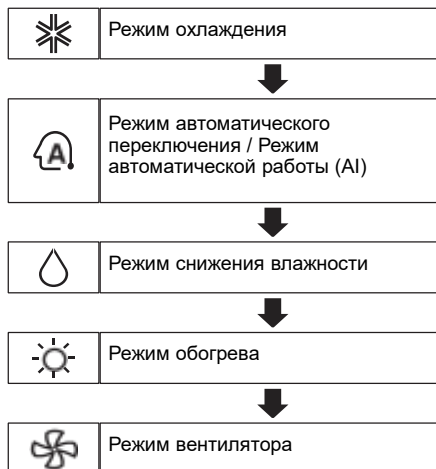 Режим охлаждения
A
Режим автоматического
переключения / Режим
автоматической работы (AI)
Режим снижения влажности
Режим обогрева
Режим вентилятора